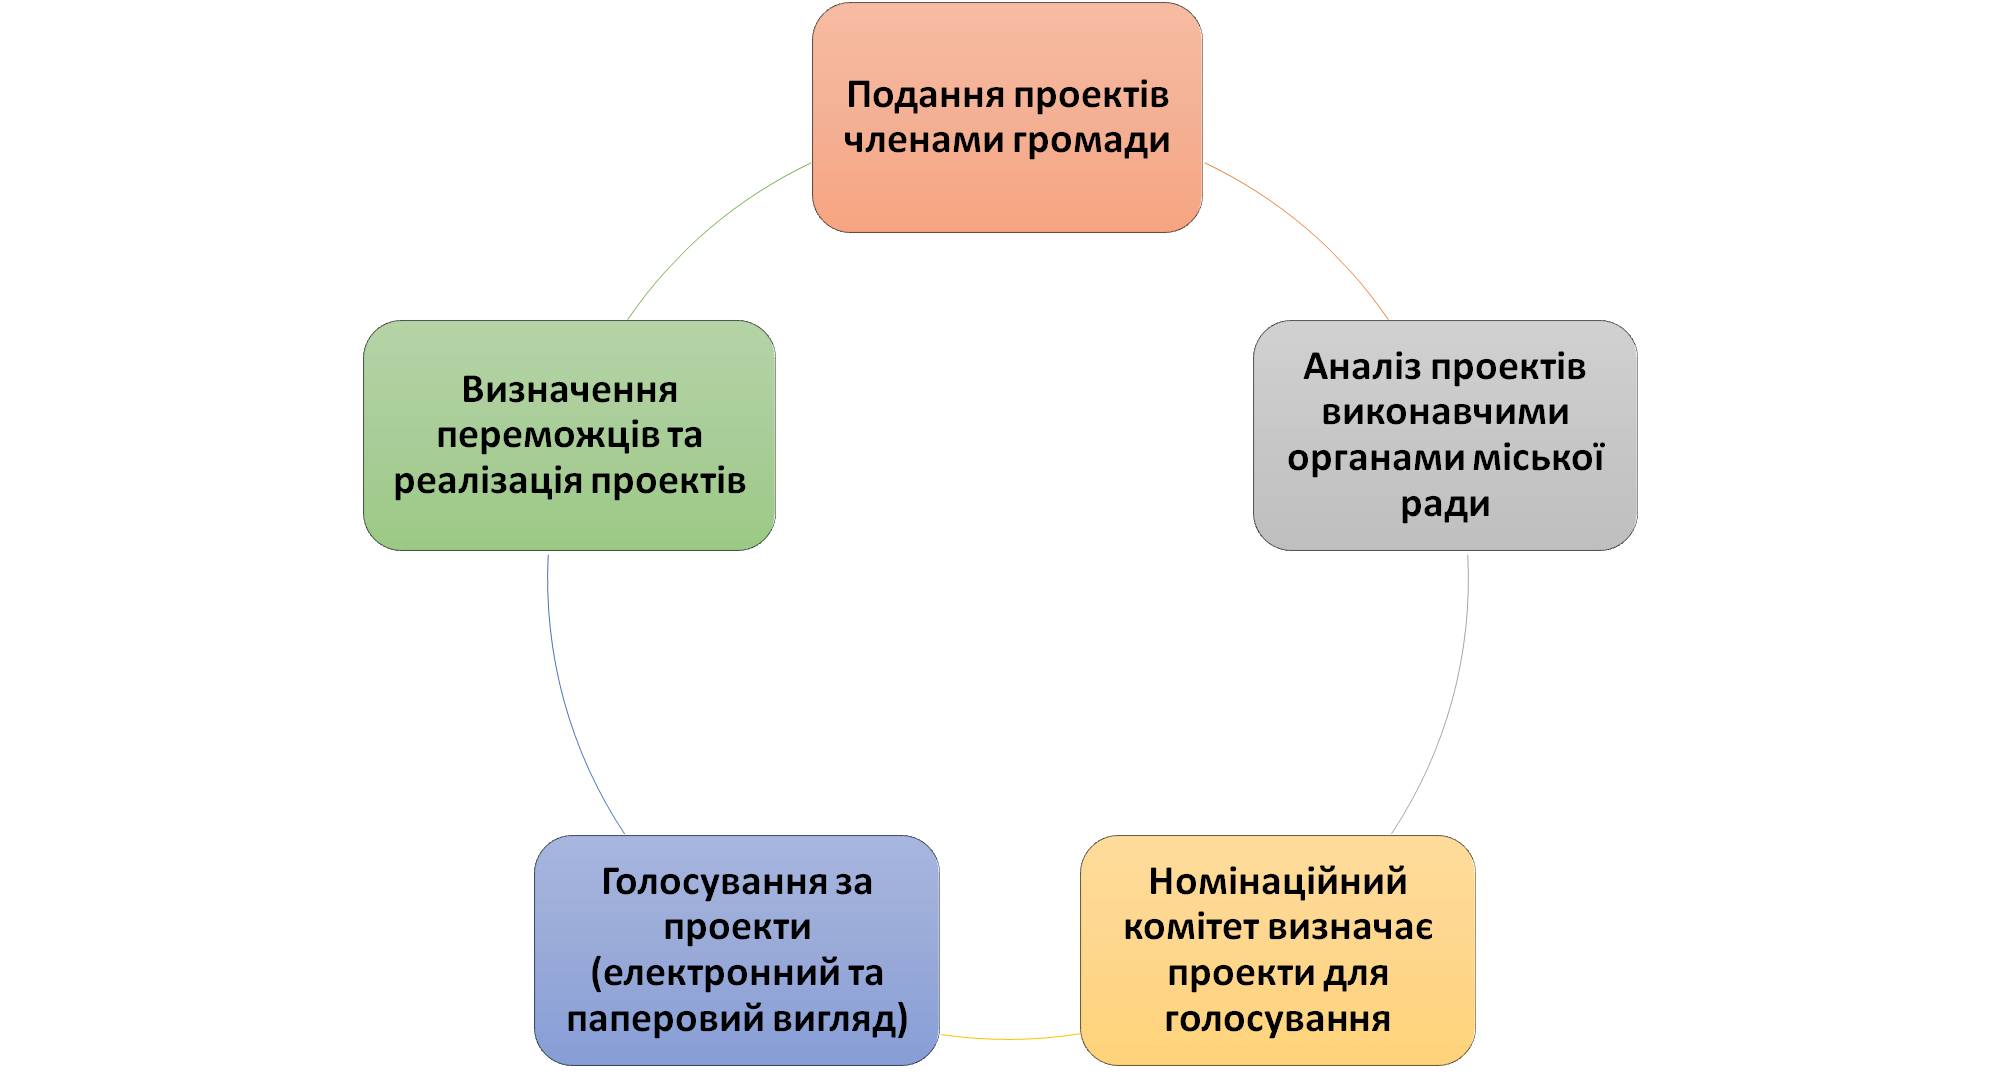 Подання проектів
членами громади
Аналіз проектів
виконавчими
органами міської
ради
Номінаційний
комітет визначає
проекти для
голосування
Голосування за
проекти
(електронний та
паперовий вигляд)
Визначення
переможців та
реалізація проектів